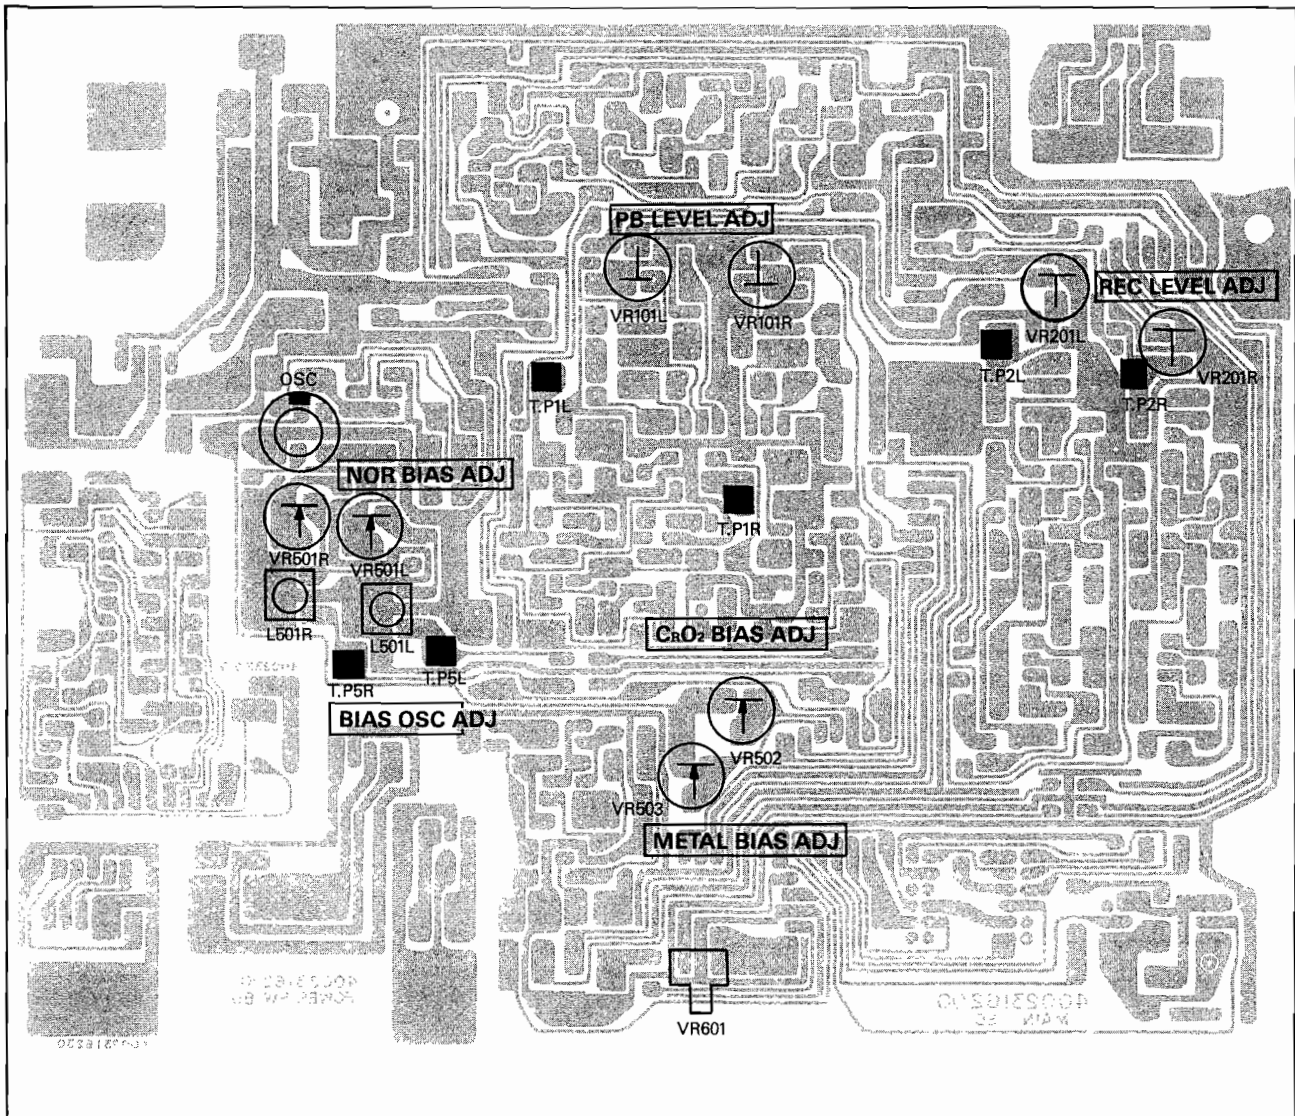 PB LEVEL ADJ
VR101L
VR101R
REC LEVEL ADJ
VR201L
VR201R
T.P2L
T.P2R
OSC
T.P1L
NOR BIAS ADJ
T.P1R
VR501R
VR501L
L501R
L501L
CRO2 BIAS ADJ
T.P5R
T.P5L
BIAS OSC ADJ
VR502
VR503
METAL BIAS ADJ
VR601